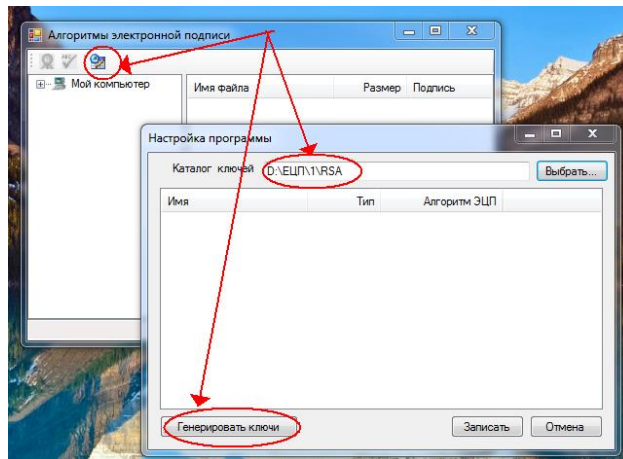 Алгоритмы электронной подписи
Мой компьютер
Имя файла Размер Подпись
Настройка программы
Каталог ключей D:\ЕЦП\1\RSA Выбрать...
Имя Тип Алгоритм ЭЦП
Генерировать ключи Записать Отмена